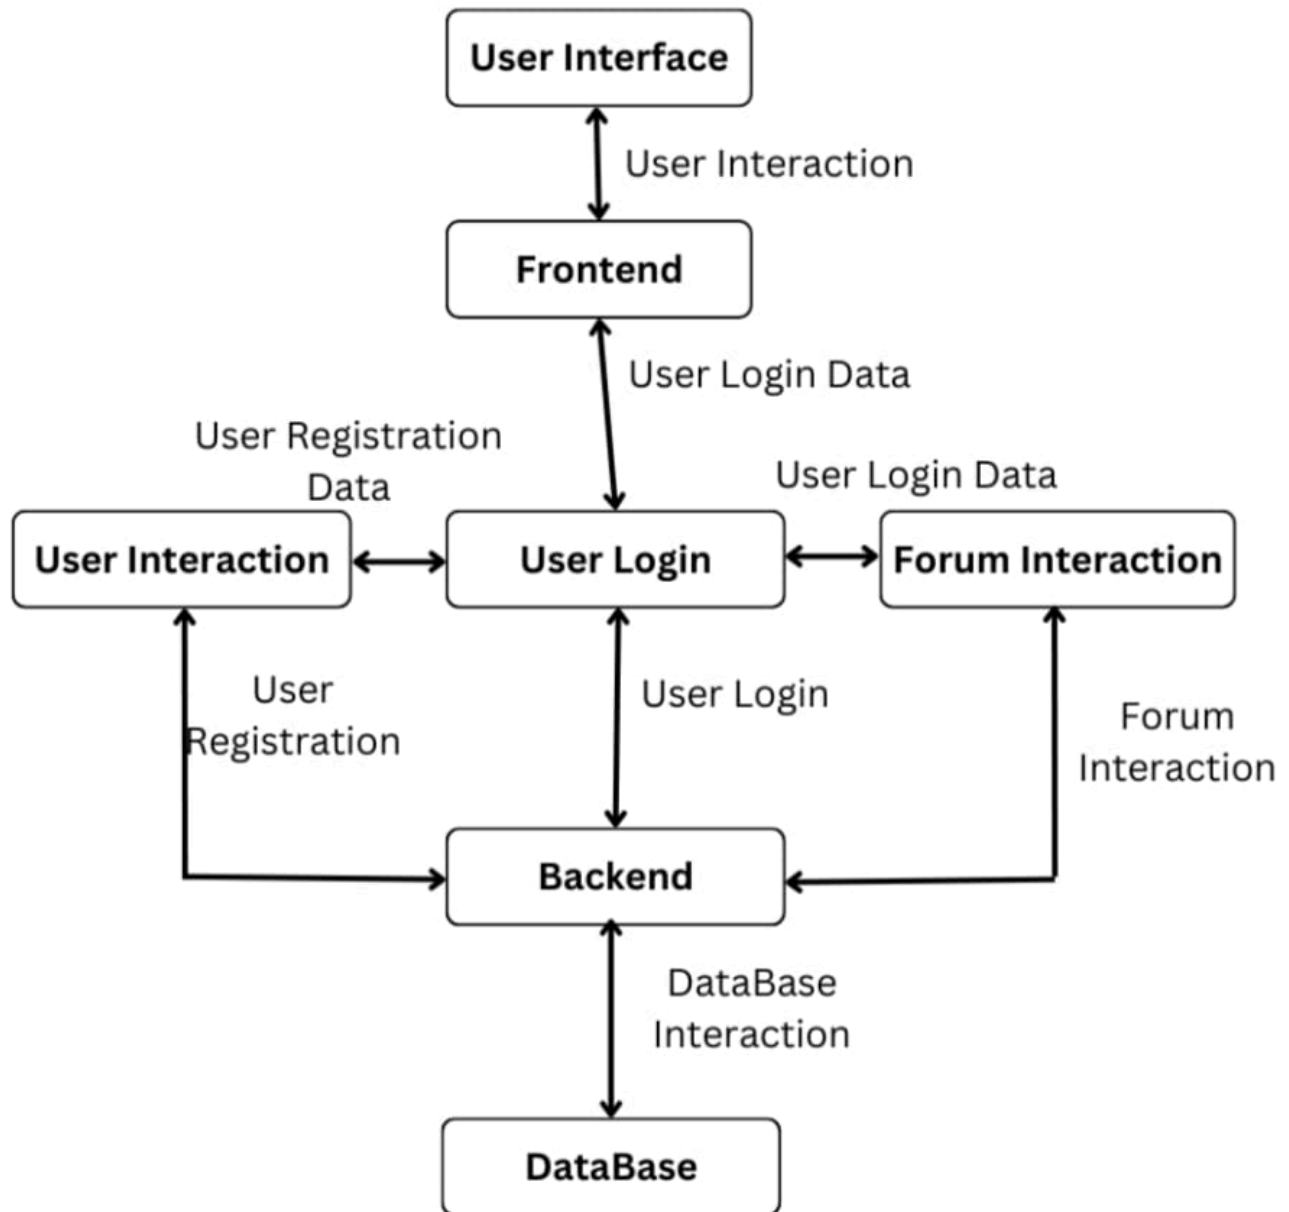 User Interface
User Interaction
Frontend
User Login Data
User Registration
Data
User Login Data
User Interaction
User Login
Forum Interaction
User
Registration
User Login
Forum
Interaction
Backend
DataBase
Interaction
DataBase